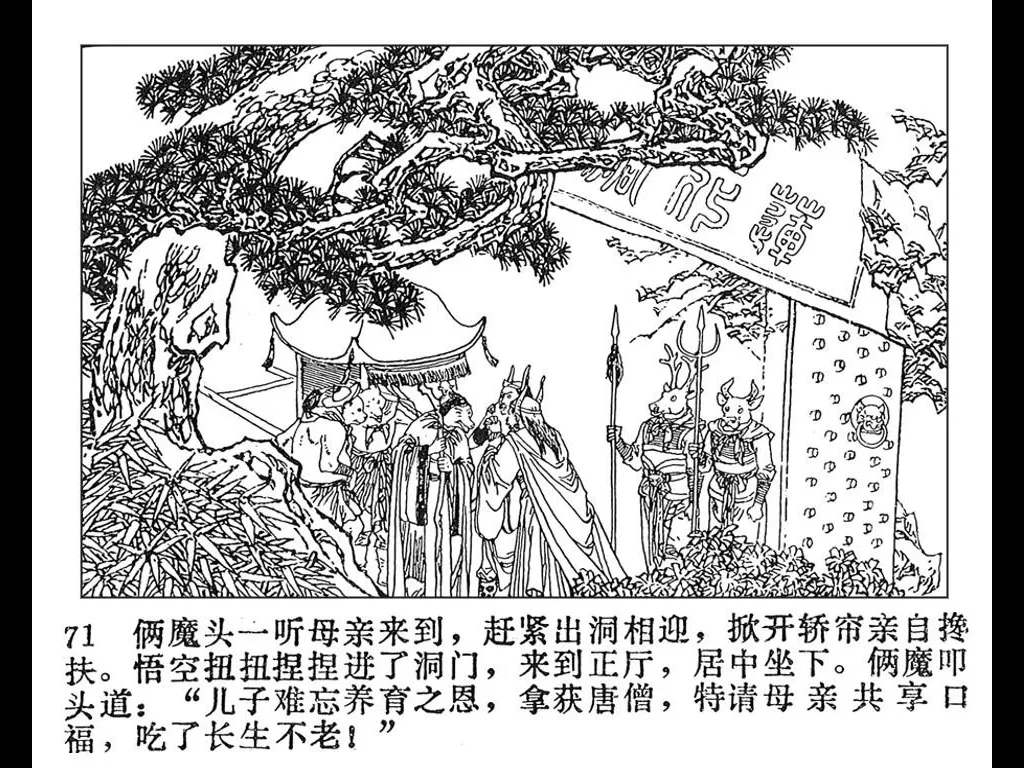 71 俩魔头一听母亲来到，赶紧出洞相迎，掀开轿帘亲自搀
扶。悟空扭扭捏捏进了洞门，来到正厅，居中坐下。俩魔叩
头道：“儿子难忘养育之恩，拿获唐僧，特请母亲共享口
福，吃了长生不老！”